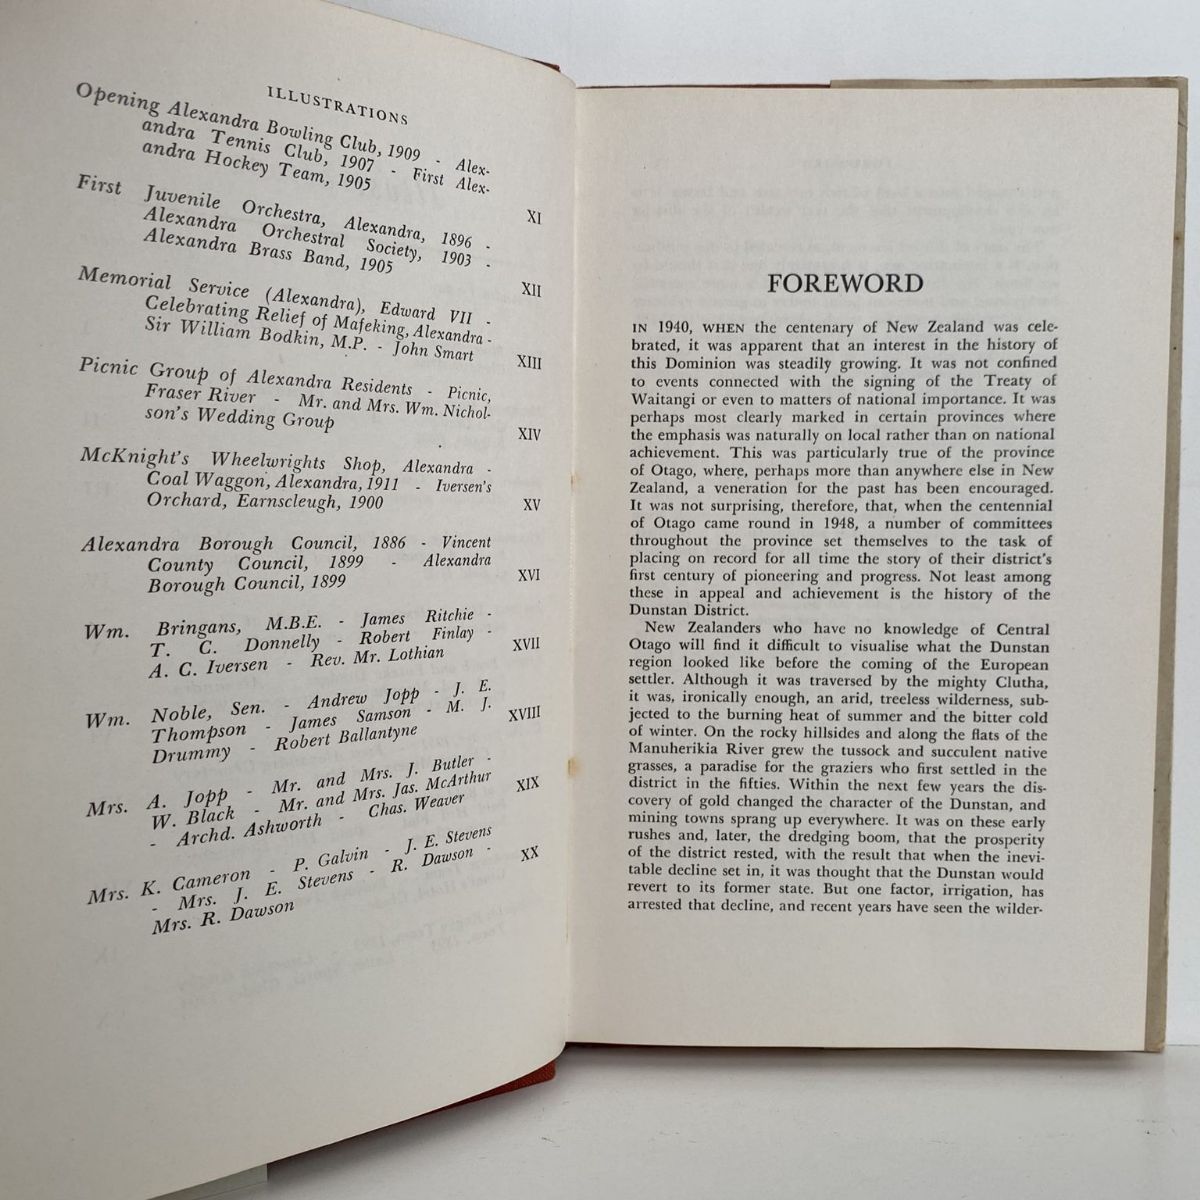 ILLUSTRATIONS
Opening Alexandra Bowling Club, 1909 - Alex-
andra Tennis Club, 1907 - First Alex-
andra Hockey Team, 1905
XI
First Juvenile Orchestra, Alexandra, 1896 -
Alexandra Orchestral Society, 1903 -
Alexandra Brass Band, 1905
XII
Memorial Service (Alexandra), Edward VII -
Celebrating Relief of Mafeking, Alexandra -
Sir William Bodkin, M.P. - John Smart
XIII
Picnic Group of Alexandra Residents - Picnic,
Fraser River - Mr. and Mrs. Wm. Nichol-
son's Wedding Group
XIV
McKnight's Wheelwrights Shop, Alexandra -
Coal Waggon, Alexandra, 1911 - Iversen's
Orchard, Earnscleugh, 1900
XV
Alexandra Borough Council, 1886 - Vincent
County Council, 1899 - Alexandra
Borough Council, 1899
XVI
Wm. Bringans, M.B.E. - James Ritchie -
T. C. Donnelly - Robert Finlay -
A. C. Iversen - Rev. Mr. Lothian
XVII
Wm. Noble, Sen. - Andrew Jopp - J. E.
Thompson - James Samson - M. J.
Drummy - Robert Ballantyne
XVIII
Mrs. A. Jopp - Mr. and Mrs. J. Butler -
W. Black - Mr. and Mrs. Jas. McArthur
- Archd. Ashworth - Chas. Weaver
XIX
Mrs. K. Cameron - P. Galvin - J. E. Stevens
- Mrs. J. E. Stevens - R. Dawson -
Mrs. R. Dawson
XX
FOREWORD
IN 1940, WHEN the centenary of New Zealand was cele-
brated, it was apparent that an interest in the history of
this Dominion was steadily growing. It was not confined
to events connected with the signing of the Treaty of
Waitangi or even to matters of national importance. It was
perhaps most clearly marked in certain provinces where
the emphasis was naturally on local rather than on national
achievement. This was particularly true of the province
of Otago, where, perhaps more than anywhere else in New
Zealand, a veneration for the past has been encouraged.
It was not surprising, therefore, that, when the centennial
of Otago came round in 1948, a number of committees
throughout the province set themselves to the task of
placing on record for all time the story of their district's
first century of pioneering and progress. Not least among
these in appeal and achievement is the history of the
Dunstan District.
New Zealanders who have no knowledge of Central
Otago will find it difficult to visualise what the Dunstan
region looked like before the coming of the European
settler. Although it was traversed by the mighty Clutha,
it was, ironically enough, an arid, treeless wilderness, sub-
jected to the burning heat of summer and the bitter cold
of winter. On the rocky hillsides and along the flats of the
Manuherikia River grew the tussock and succulent native
grasses, a paradise for the graziers who first settled in the
district in the fifties. Within the next few years the dis-
covery of gold changed the character of the Dunstan, and
mining towns sprang up everywhere. It was on these early
rushes and, later, the dredging boom, that the prosperity
of the district rested, with the result that when the inevi-
table decline set in, it was thought that the Dunstan would
revert to its former state. But one factor, irrigation, has
arrested that decline, and recent years have seen the wilder-